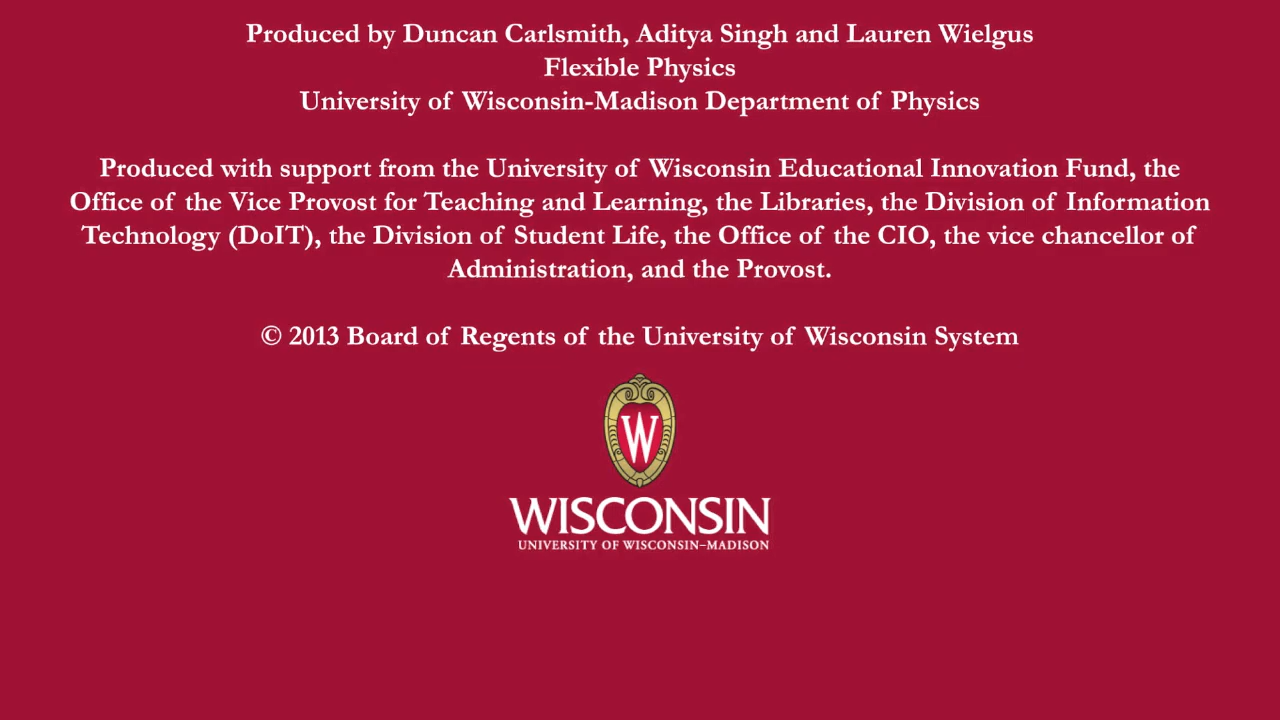 Produced by Duncan Carlsmith, Aditya Singh and Lauren Wielgus
Flexible Physics
University of Wisconsin-Madison Department of Physics
Produced with support from the University of Wisconsin Educational Innovation Fund, the
Office of the Vice Provost for Teaching and Learning, the Libraries, the Division of Information
Technology (DoIT), the Division of Student Life, the Office of the CIO, the vice chancellor of
Administration, and the Provost.
© 2013 Board of Regents of the University of Wisconsin System
W
WISCONSIN
UNIVERSITY OF WISCONSIN–MADISON